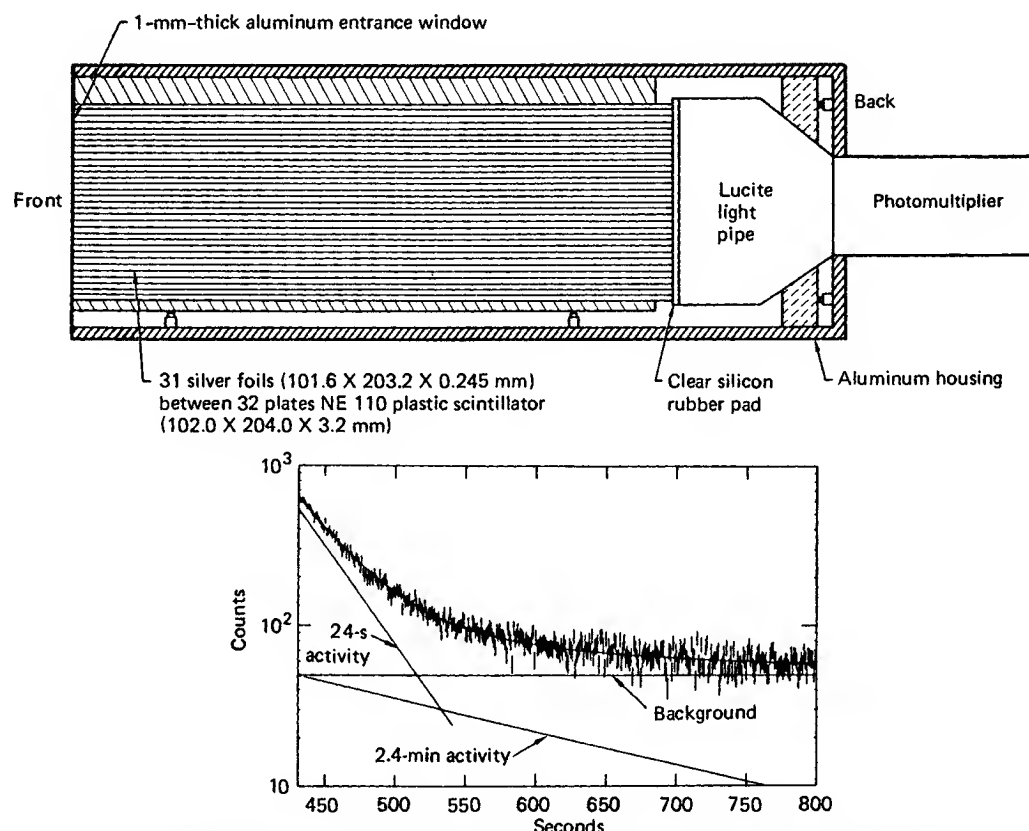 1-mm-thick aluminum entrance window
Back
Front
Lucite
light
pipe
Photomultiplier
31 silver foils (101.6 X 203.2 X 0.245 mm)
between 32 plates NE 110 plastic scintillator
(102.0 X 204.0 X 3.2 mm)
Clear silicon
rubber pad
Aluminum housing
10³
Counts
10²
24-s
activity
Background
2.4-min activity
10
450 500 550 600 650 700 750 800
Seconds